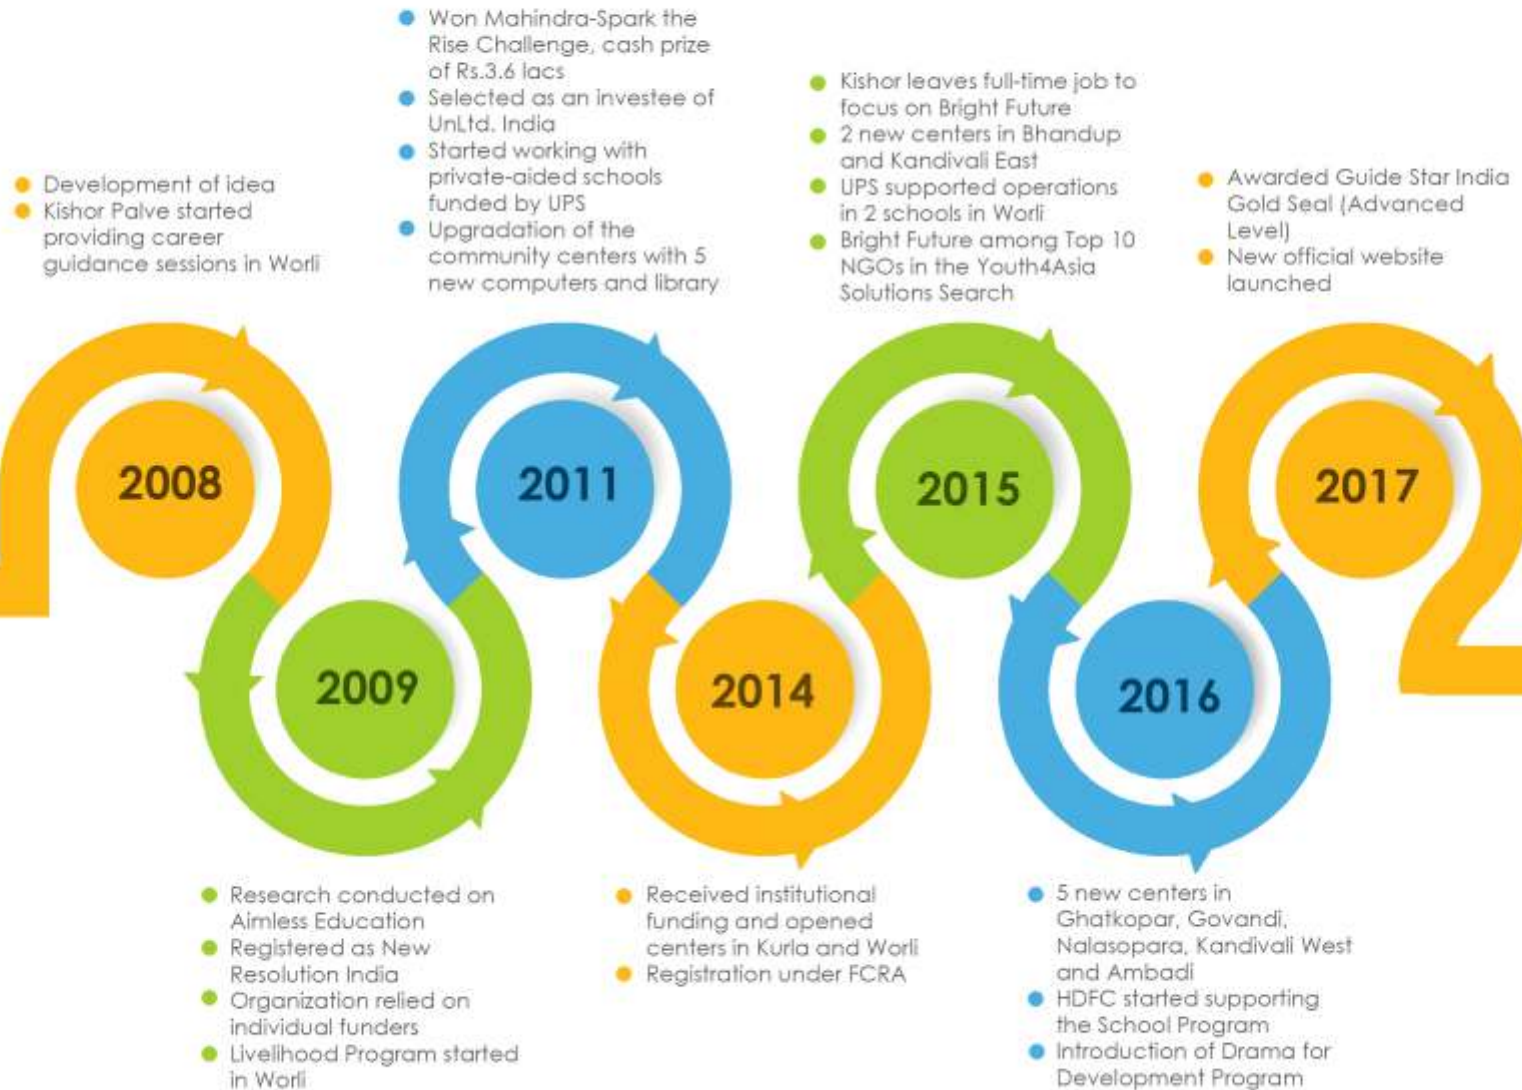 Development of idea
Kishor Palve started
providing career
guidance sessions in Worli
2008
Research conducted on
Aimless Education
Registered as New
Resolution India
Organization relied on
individual funders
Livelihood Program started
in Worli
2009
Won Mahindra-Spark the
Rise Challenge, cash prize
of Rs.3.6 lacs
Selected as an investee of
UnLtd. India
Started working with
private-aided schools
funded by UPS
Upgradation of the
community centers with 5
new computers and library
2011
Received institutional
funding and opened
centers in Kurla and Worli
Registration under FCRA
2014
Kishor leaves full-time job to
focus on Bright Future
2 new centers in Bhandup
and Kandivali East
UPS supported operations
in 2 schools in Worli
Bright Future among Top 10
NGOs in the Youth4Asia
Solutions Search
2015
5 new centers in
Ghatkopar, Govandi,
Nalasopara, Kandivali West
and Ambadi
HDFC started supporting
the School Program
Introduction of Drama for
Development Program
2016
Awarded Guide Star India
Gold Seal (Advanced
Level)
New official website
launched
2017